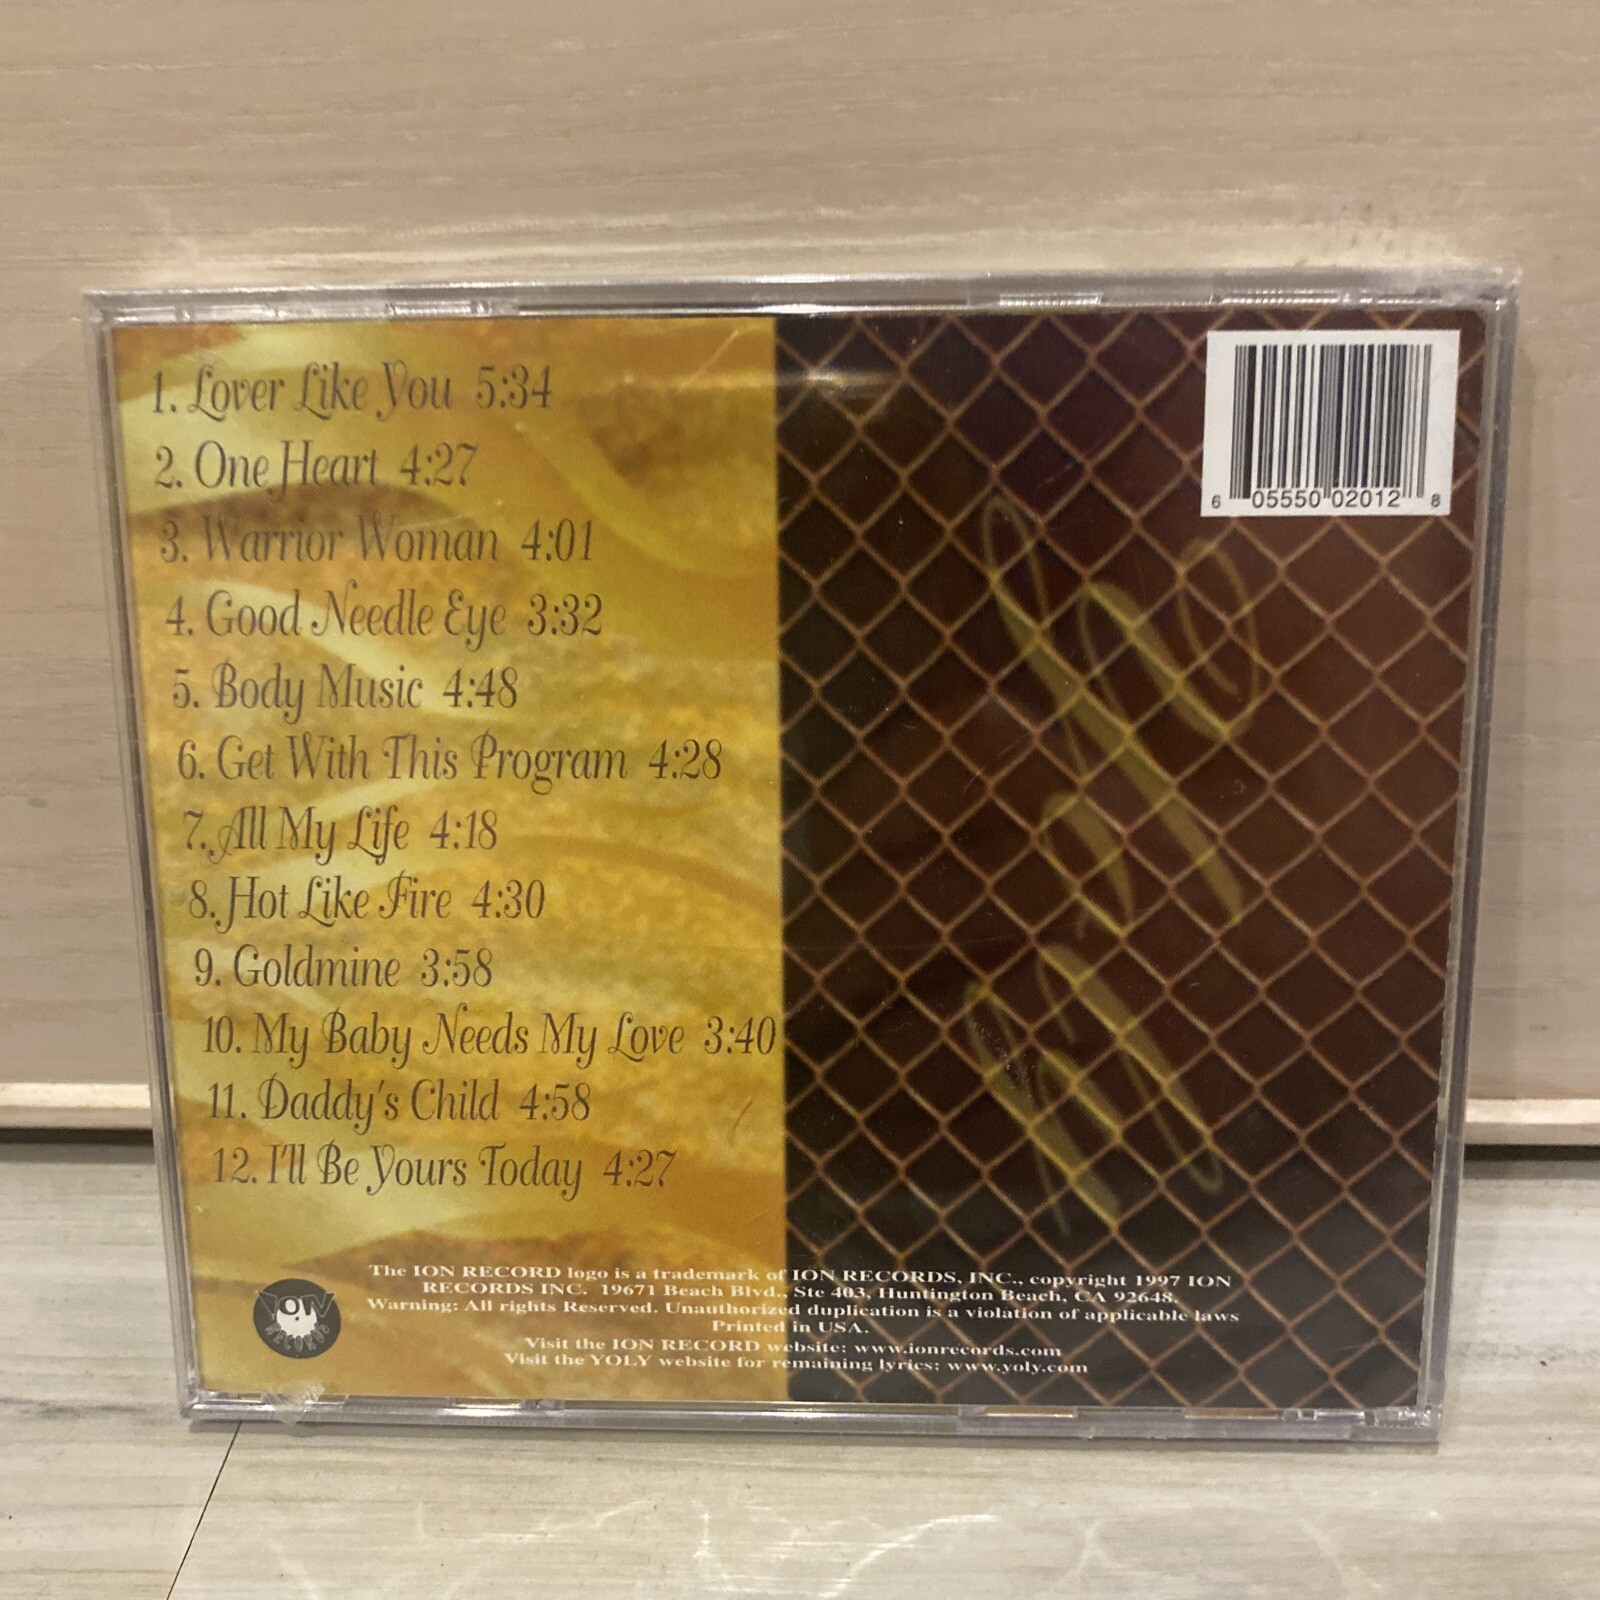 1. Lover Like You 5:34
2. One Heart 4:27
3. Warrior Woman 4:01
4. Good Needle Eye 3:32
5. Body Music 4:48
6. Get With This Program 4:28
7. All My Life 4:18
8. Hot Like Fire 4:30
9. Goldmine 3:58
10. My Baby Needs My Love 3:40
11. Daddy's Child 4:58
12. I'll Be Yours Today 4:27
6 05550 02012 8
The ION RECORD logo is a trademark of ION RECORDS, INC., copyright 1997 ION
RECORDS INC. 19671 Beach Blvd., Ste 403, Huntington Beach, CA 92648.
Warning: All rights Reserved. Unauthorized duplication is a violation of applicable laws
Printed in USA.
Visit the ION RECORD website: www.ionrecords.com
Visit the YOLY website for remaining lyrics: www.yoly.com
ION
RECORDS